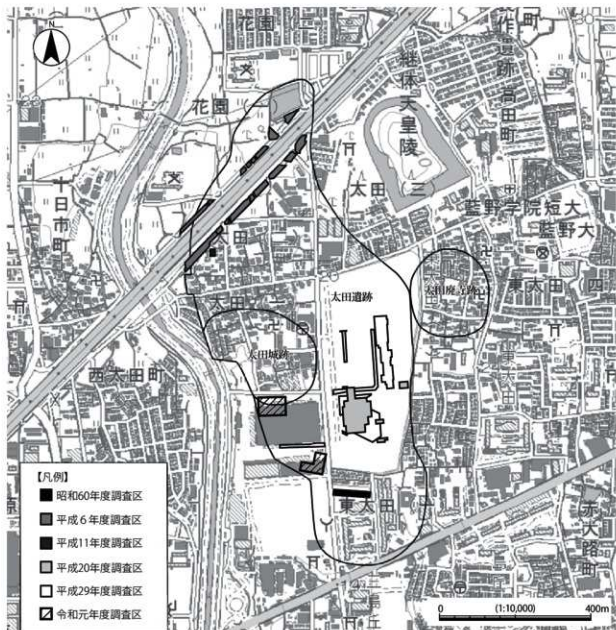 N
花園
花園一
継体天皇陵
高田町
太田三
藍野学院短大
藍野大
十日市町
太田
太田二
太田遺跡
太田廃寺跡
東太田四
東太田
太田城跡
西太田町
東太田
赤大路町
【凡例】
昭和60年度調査区
平成6年度調査区
平成11年度調査区
平成20年度調査区
平成29年度調査区
令和元年度調査区
0 (1:10,000) 400m